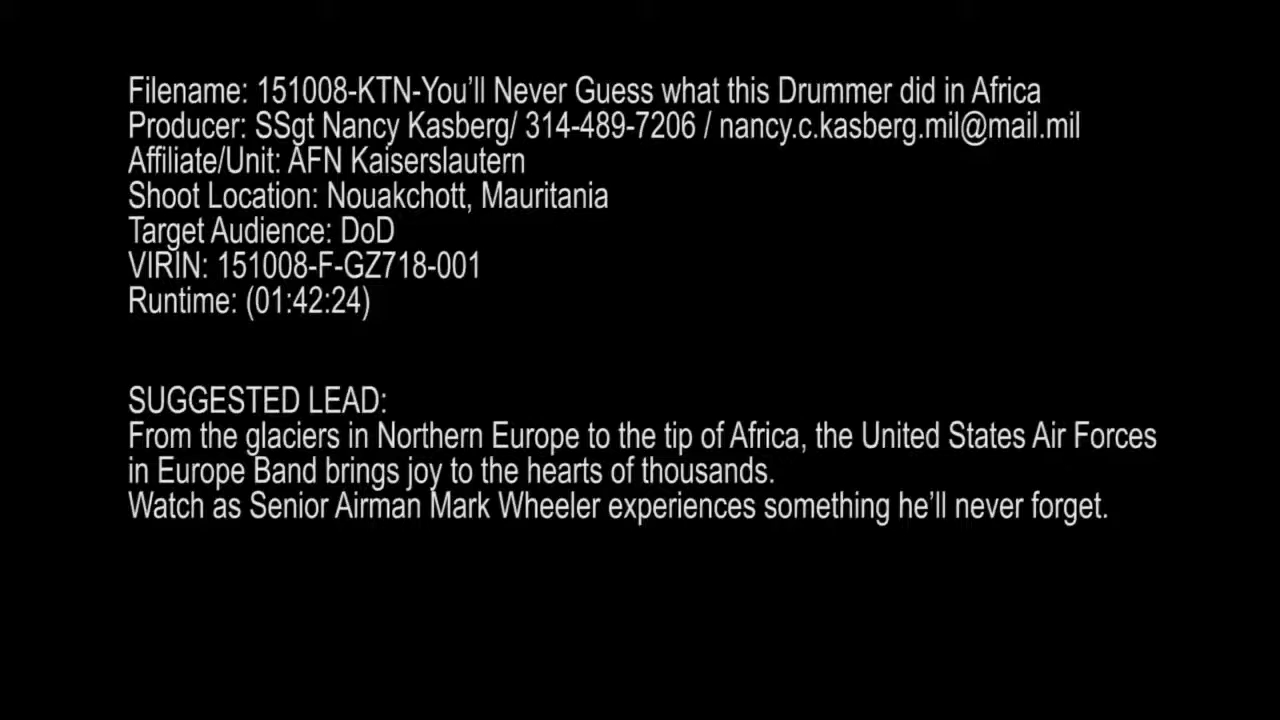 Filename: 151008-KTN-You’ll Never Guess what this Drummer did in Africa
Producer: SSgt Nancy Kasberg/ 314-489-7206 / nancy.c.kasberg.mil@mail.mil
Affiliate/Unit: AFN Kaiserslautern
Shoot Location: Nouakchott, Mauritania
Target Audience: DoD
VIRIN: 151008-F-GZ718-001
Runtime: (01:42:24)
SUGGESTED LEAD:
From the glaciers in Northern Europe to the tip of Africa, the United States Air Forces
in Europe Band brings joy to the hearts of thousands.
Watch as Senior Airman Mark Wheeler experiences something he’ll never forget.